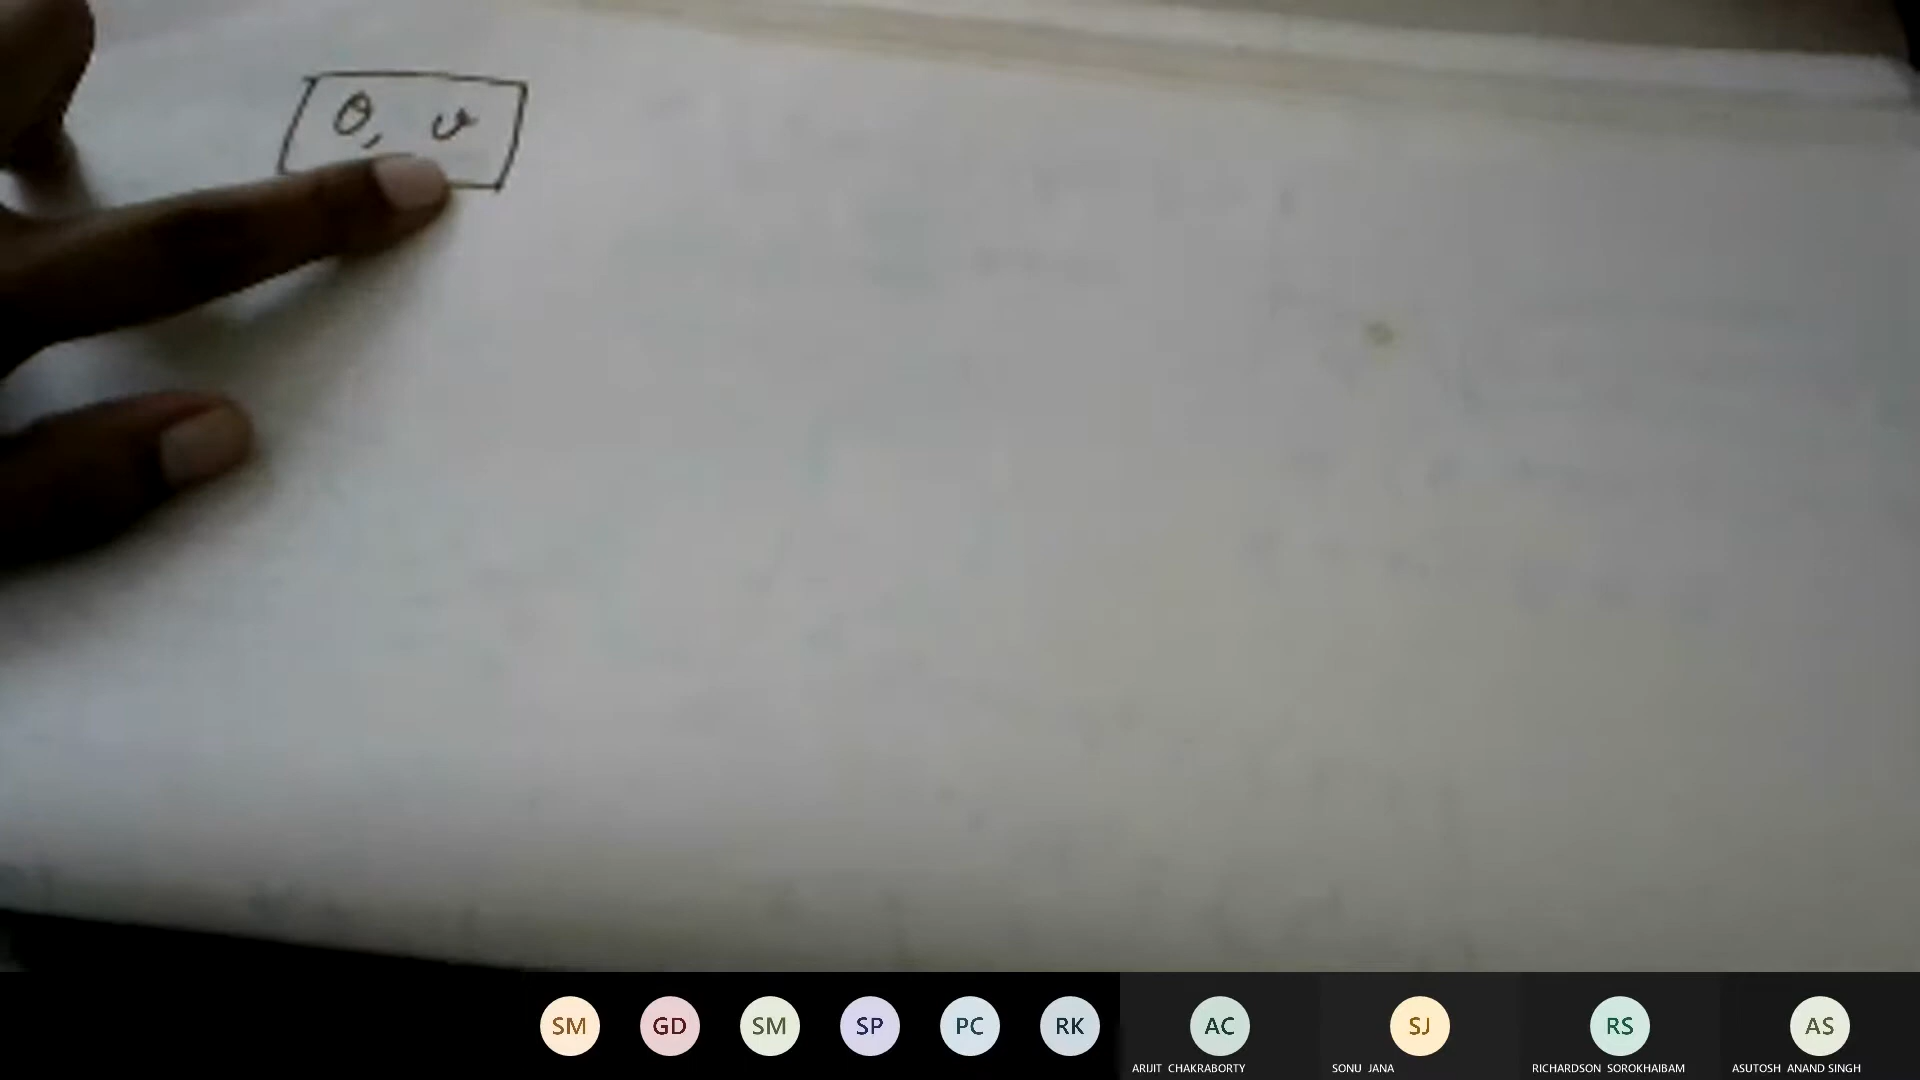 θ, v
SM GD SM SP PC RK AC SJ RS AS
ARIJIT CHAKRABORTY SONU JANA RICHARDSON SOROKHAIBAM ASUTOSH ANAND SINGH